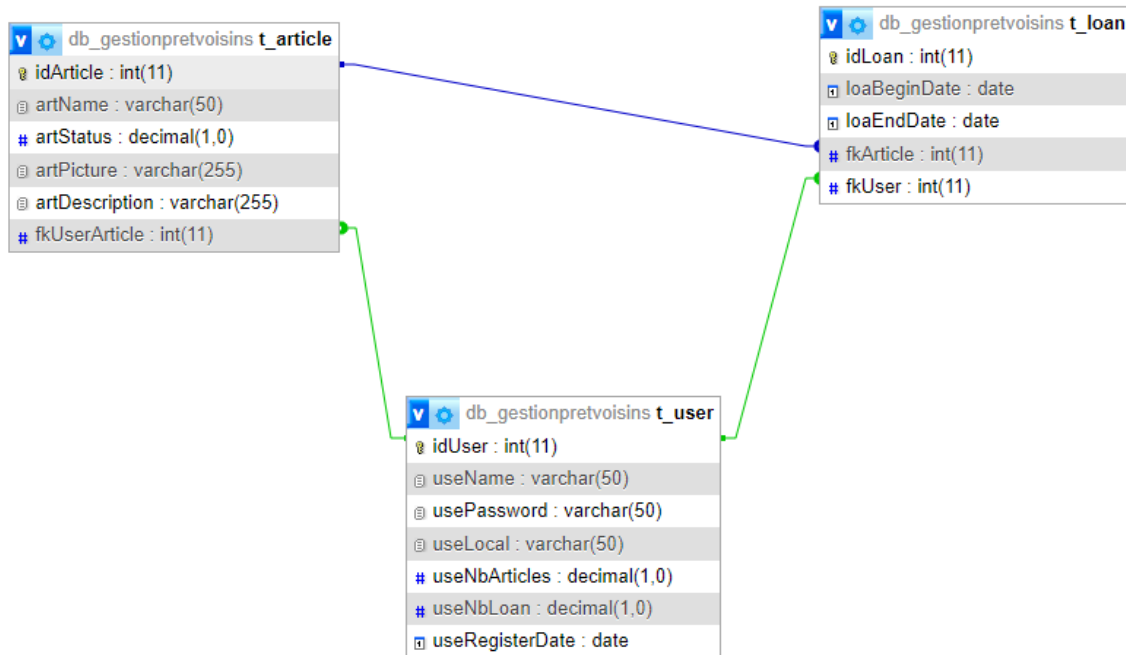 v db_gestionpretvoisins t_article
idArticle : int(11)
artName : varchar(50)
# artStatus : decimal(1,0)
artPicture : varchar(255)
artDescription : varchar(255)
# fkUserArticle : int(11)
v db_gestionpretvoisins t_loan
idLoan : int(11)
loaBeginDate : date
loaEndDate : date
# fkArticle : int(11)
# fkUser : int(11)
v db_gestionpretvoisins t_user
idUser : int(11)
useName : varchar(50)
usePassword : varchar(50)
useLocal : varchar(50)
# useNbArticles : decimal(1,0)
# useNbLoan : decimal(1,0)
useRegisterDate : date